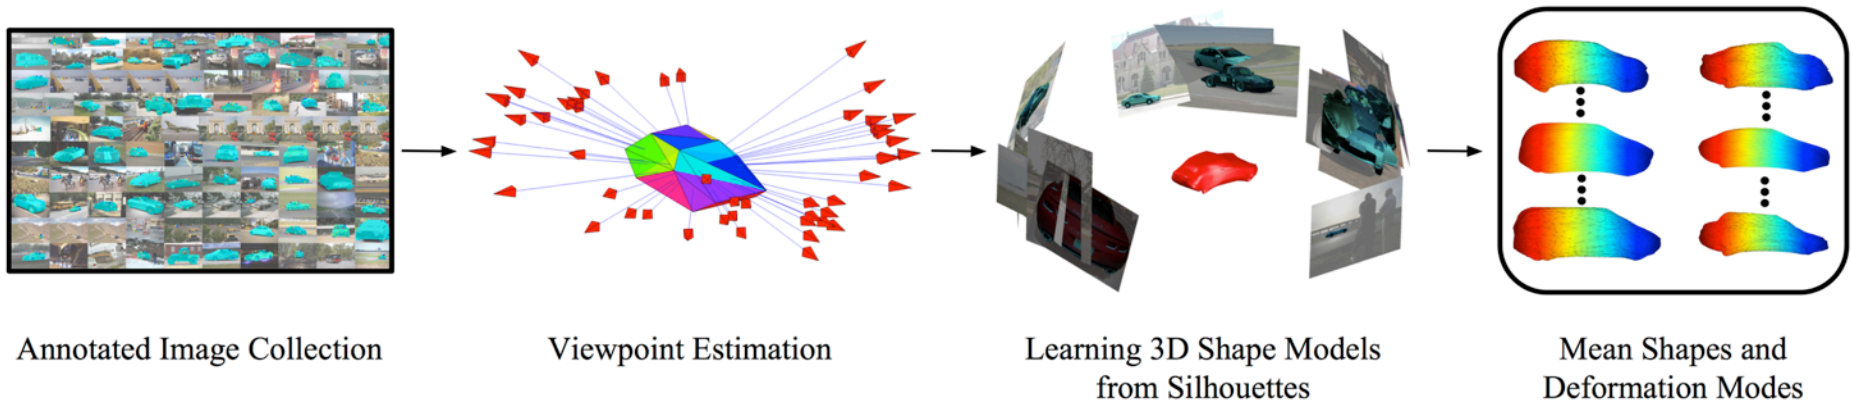 Annotated Image Collection
Viewpoint Estimation
Learning 3D Shape Models
from Silhouettes
Mean Shapes and
Deformation Modes